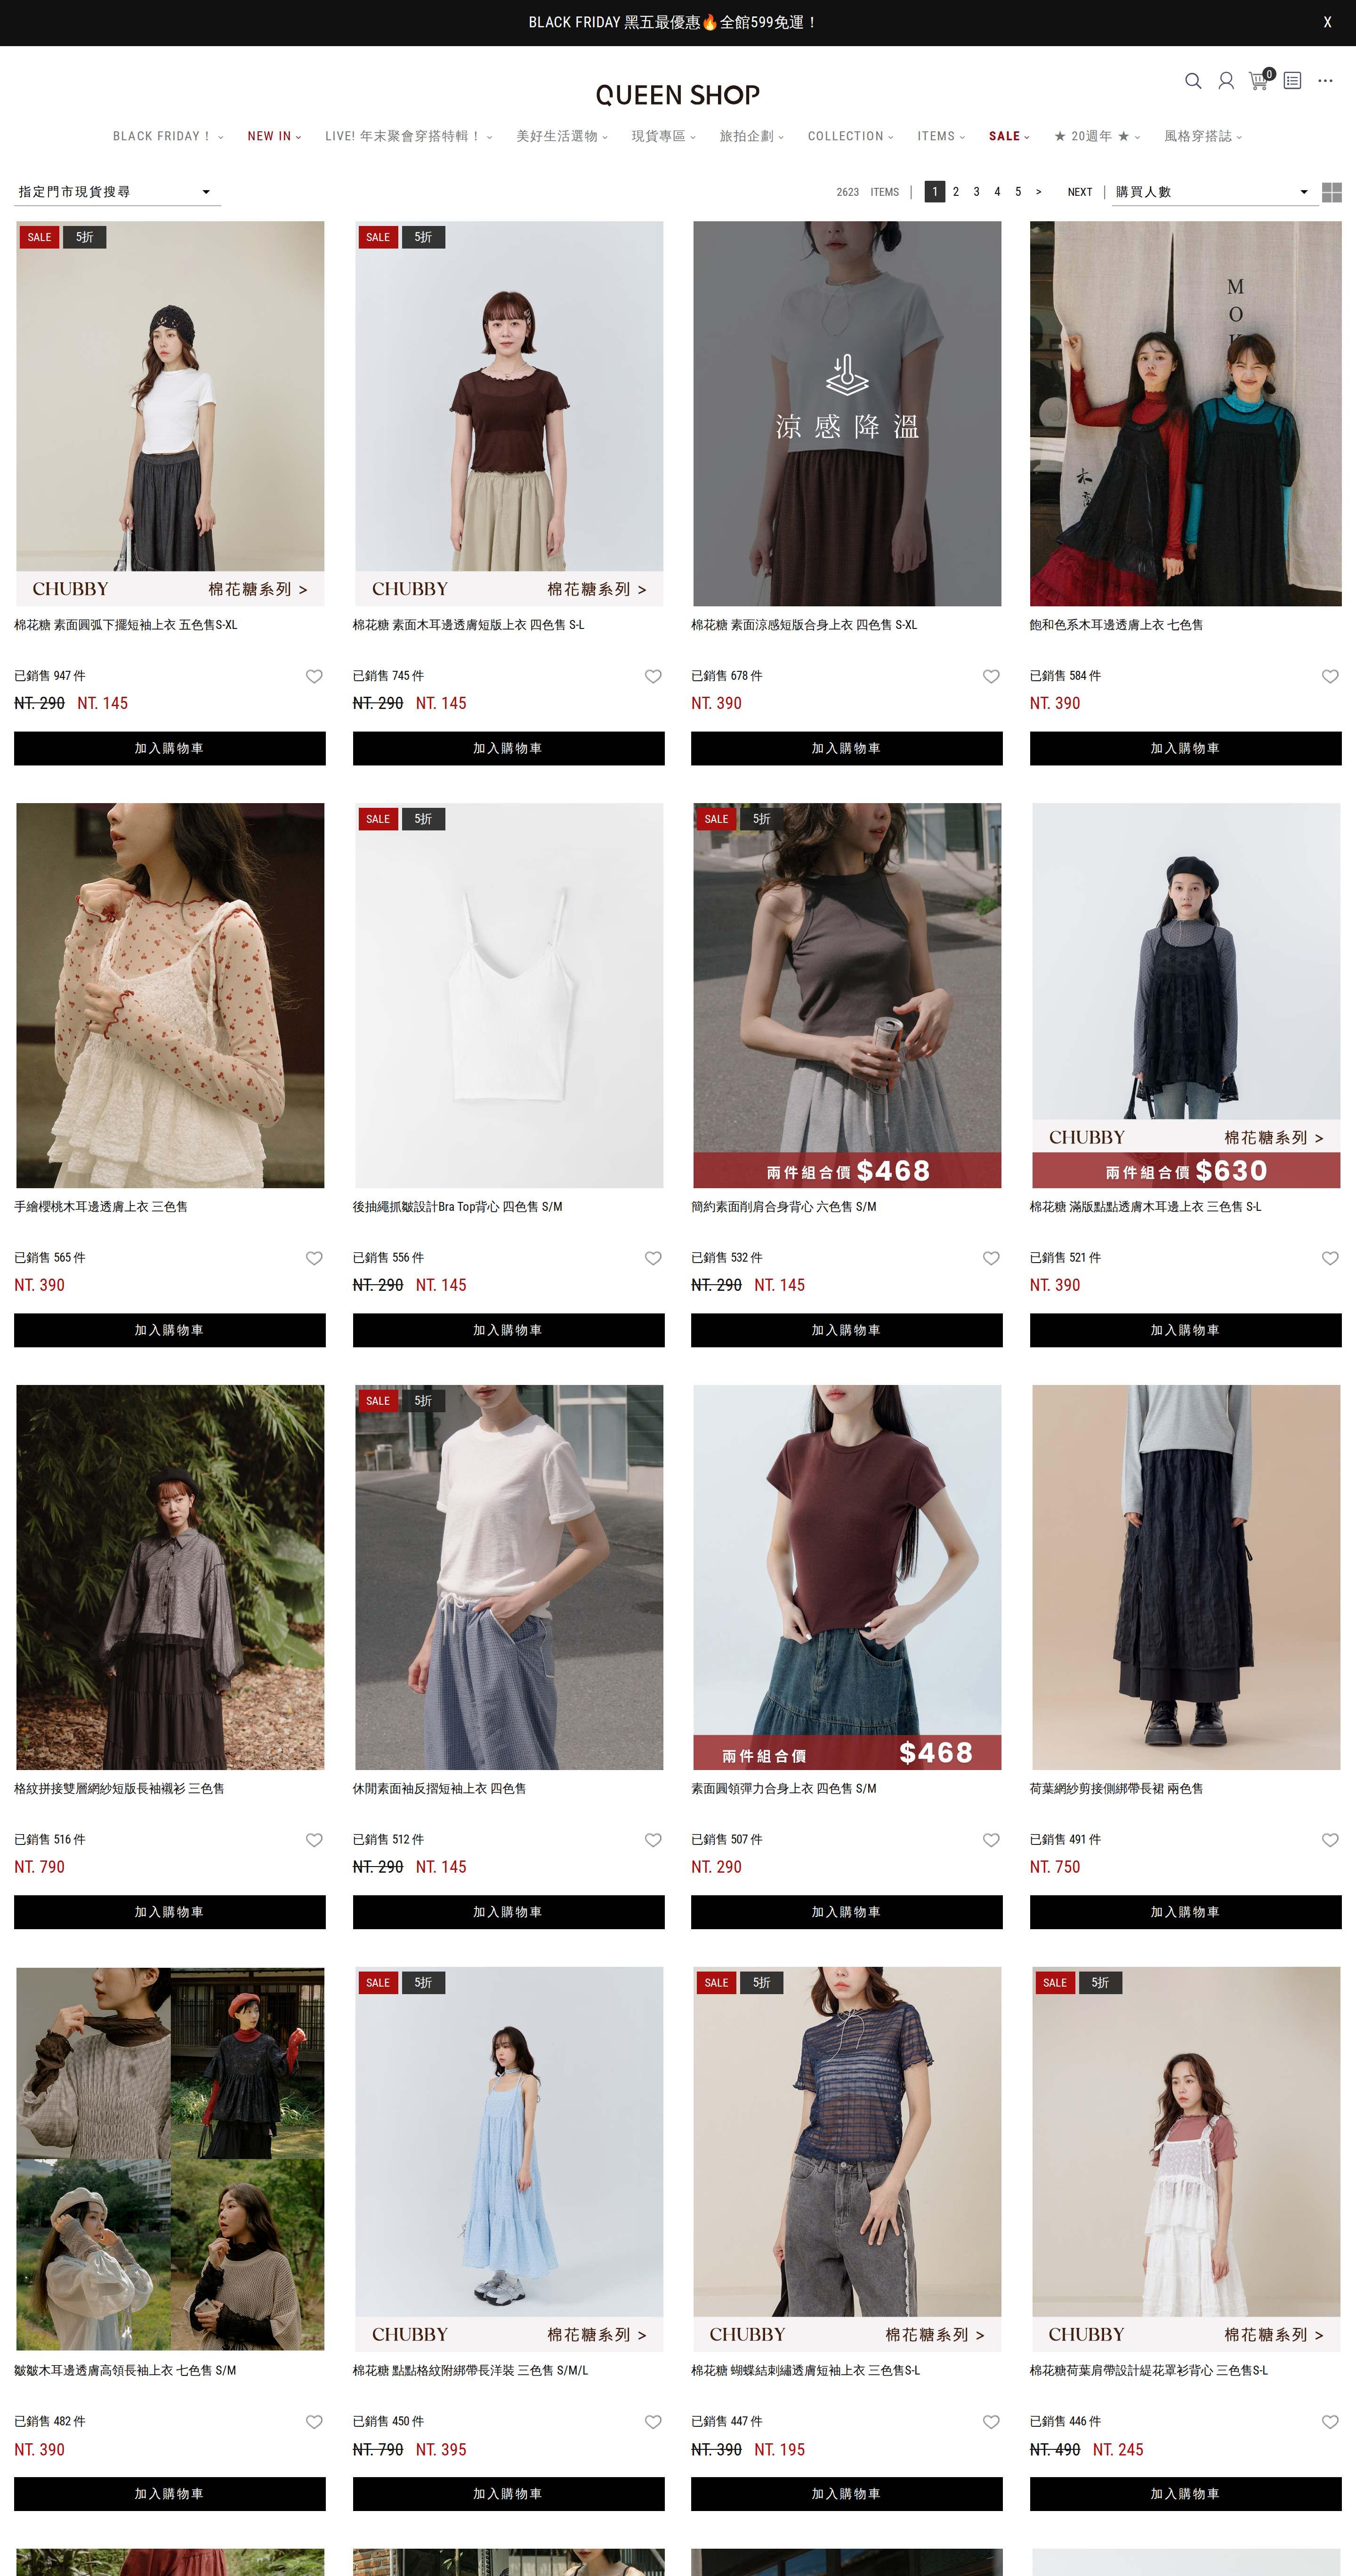 BLACK FRIDAY 黑五最優惠🔥全館599免運！
X
0
QUEEN SHOP
BLACK FRIDAY！ NEW IN LIVE! 年末聚會穿搭特輯！ 美好生活選物 現貨專區 旅拍企劃 COLLECTION ITEMS SALE ★ 20週年 ★ 風格穿搭誌
指定門市現貨搜尋
2623 ITEMS | 1 2 3 4 5 > NEXT | 購買人數
SALE 5折
CHUBBY 棉花糖系列 >
SALE 5折
CHUBBY 棉花糖系列 >
涼感降溫
M
O
棉花糖 素面圓弧下擺短袖上衣 五色售S-XL
已銷售 947 件
NT. 290 NT. 145
加入購物車
棉花糖 素面木耳邊透膚短版上衣 四色售 S-L
已銷售 745 件
NT. 290 NT. 145
加入購物車
棉花糖 素面涼感短版合身上衣 四色售 S-XL
已銷售 678 件
NT. 390
加入購物車
飽和色系木耳邊透膚上衣 七色售
已銷售 584 件
NT. 390
加入購物車
手繪櫻桃木耳邊透膚上衣 三色售
已銷售 565 件
NT. 390
加入購物車
SALE 5折
後抽繩抓皺設計Bra Top背心 四色售 S/M
已銷售 556 件
NT. 290 NT. 145
加入購物車
SALE 5折
兩件組合價 $468
簡約素面削肩合身背心 六色售 S/M
已銷售 532 件
NT. 290 NT. 145
加入購物車
CHUBBY 棉花糖系列 >
兩件組合價 $630
棉花糖 滿版點點透膚木耳邊上衣 三色售 S-L
已銷售 521 件
NT. 390
加入購物車
格紋拼接雙層網紗短版長袖襯衫 三色售
已銷售 516 件
NT. 790
加入購物車
SALE 5折
休閒素面袖反摺短袖上衣 四色售
已銷售 512 件
NT. 290 NT. 145
加入購物車
兩件組合價 $468
素面圓領彈力合身上衣 四色售 S/M
已銷售 507 件
NT. 290
加入購物車
荷葉網紗剪接側綁帶長裙 兩色售
已銷售 491 件
NT. 750
加入購物車
皺皺木耳邊透膚高領長袖上衣 七色售 S/M
已銷售 482 件
NT. 390
加入購物車
SALE 5折
CHUBBY 棉花糖系列 >
棉花糖 點點格紋附綁帶長洋裝 三色售 S/M/L
已銷售 450 件
NT. 790 NT. 395
加入購物車
SALE 5折
CHUBBY 棉花糖系列 >
棉花糖 蝴蝶結刺繡透膚短袖上衣 三色售S-L
已銷售 447 件
NT. 390 NT. 195
加入購物車
SALE 5折
CHUBBY 棉花糖系列 >
棉花糖荷葉肩帶設計緹花罩衫背心 三色售S-L
已銷售 446 件
NT. 490 NT. 245
加入購物車